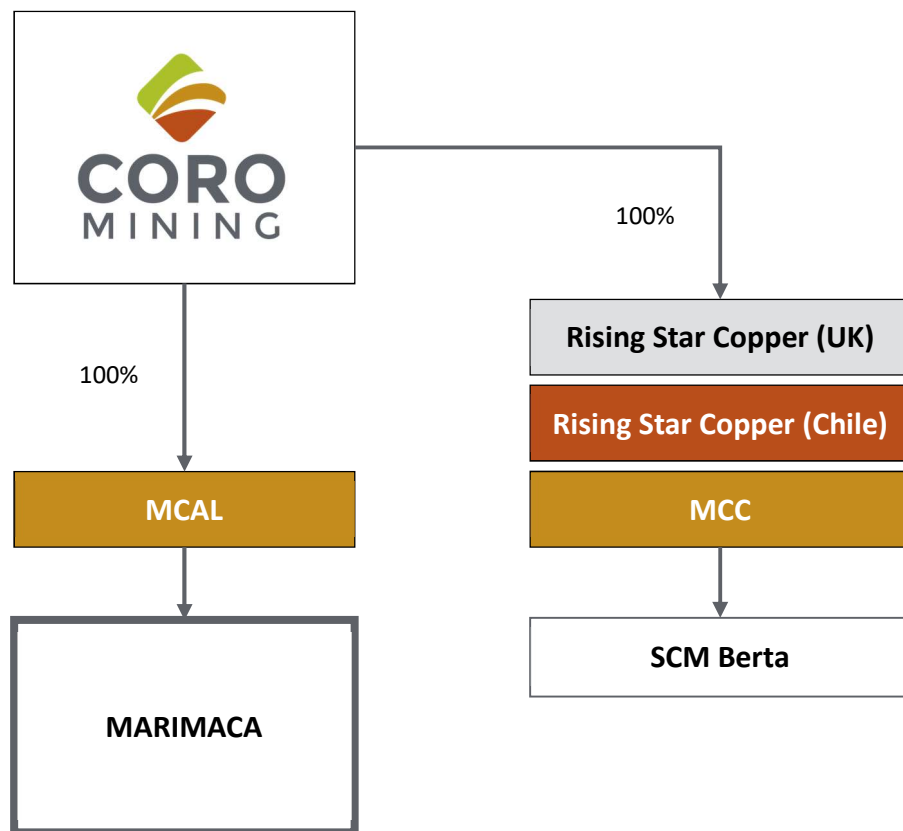 CORO
MINING
100%
100%
Rising Star Copper (UK)
Rising Star Copper (Chile)
MCAL
MCC
MARIMACA
SCM Berta